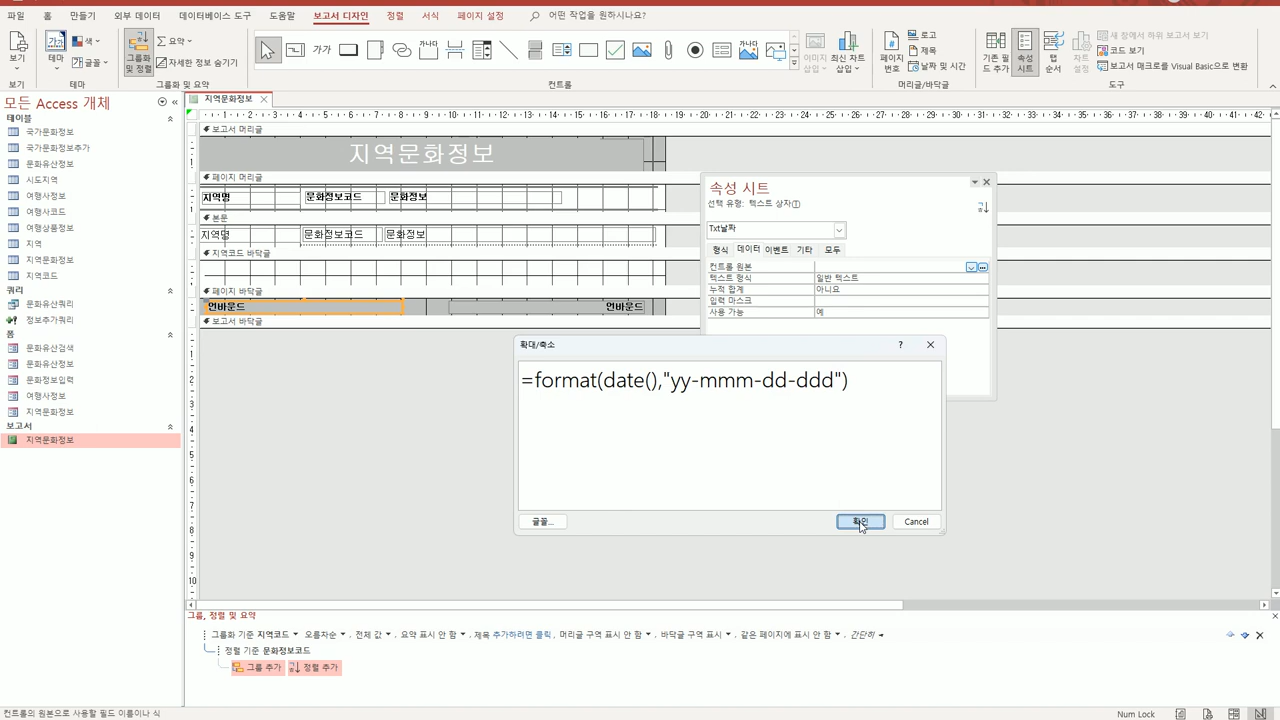 파일 홈 만들기 외부 데이터 데이터베이스 도구 도움말 보고서 디자인 정렬 서식 페이지 설정 어떤 작업을 원하시나요?
보기 테마 색 글꼴 그룹화 및 정렬 Σ 요약 자세한 정보 숨기기 가가 가나다 가나다 이미지 삽입 최신 차트 삽입 페이지 번호 로고 제목 날짜 및 시간 기존 필드 추가 속성 시트 탭 순서 차트 설정 새 창에서 하위 보고서 보기 코드 보기 보고서 매크로를 Visual Basic으로 변환
보기 테마 그룹화 및 요약 컨트롤 머리글/바닥글 도구
모든 Access 개체
테이블
국가문화정보
국가문화정보추가
문화유산정보
시도지역
여행사정보
여행사코드
여행상품정보
지역
지역문화정보
지역코드
쿼리
문화유산쿼리
정보추가쿼리
폼
문화유산검색
문화유산정보
문화정보입력
여행사정보
지역문화정보
보고서
지역문화정보
지역문화정보
보고서 머리글
지역문화정보
페이지 머리글
지역명 문화정보코드 문화정보
본문
지역명 문화정보코드 문화정보
지역코드 바닥글
페이지 바닥글
언바운드 언바운드
보고서 바닥글
속성 시트
선택 유형: 텍스트 상자(T)
Txt날짜
형식 데이터 이벤트 기타 모두
컨트롤 원본
텍스트 형식 일반 텍스트
누적 합계 아니요
입력 마스크
사용 가능 예
확대/축소
=format(date(),"yy-mmm-dd-ddd")
글꼴... 확인 Cancel
그룹, 정렬 및 요약
그룹화 기준 지역코드 오름차순 , 전체 값 , 요약 표시 안 함 , 제목 추가하려면 클릭, 머리글 구역 표시 안 함 , 바닥글 구역 표시 , 같은 페이지에 표시 안 함 , 간단히
정렬 기준 문화정보코드
그룹 추가 정렬 추가
컨트롤의 원본으로 사용할 필드 이름이나 식 Num Lock